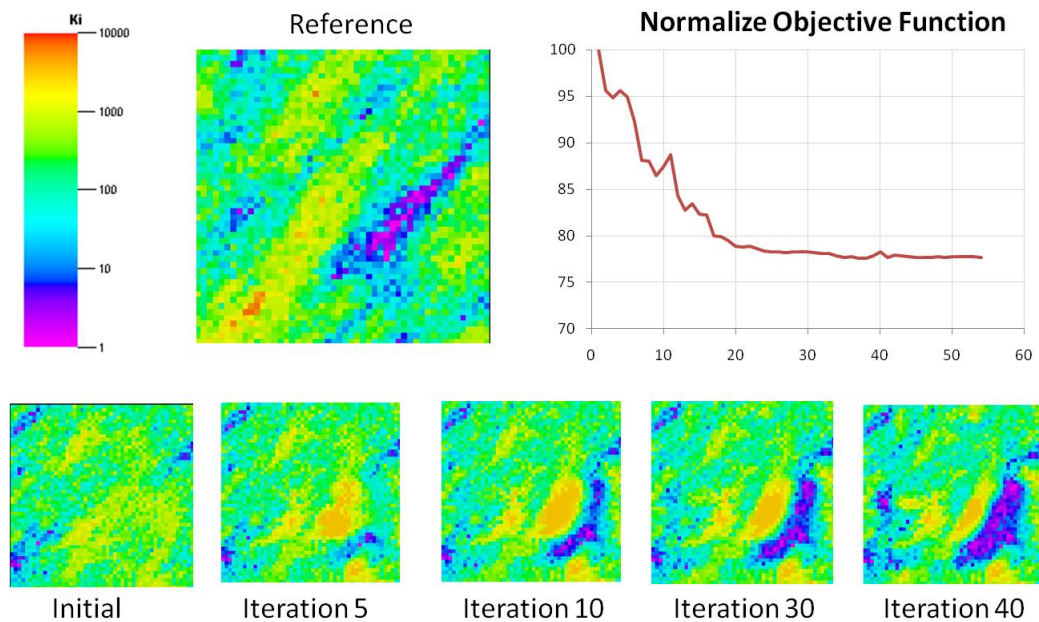 Ki
10000
1000
100
10
1
Reference
Normalize Objective Function
100
95
90
85
80
75
70
0
10
20
30
40
50
60
Initial
Iteration 5
Iteration 10
Iteration 30
Iteration 40